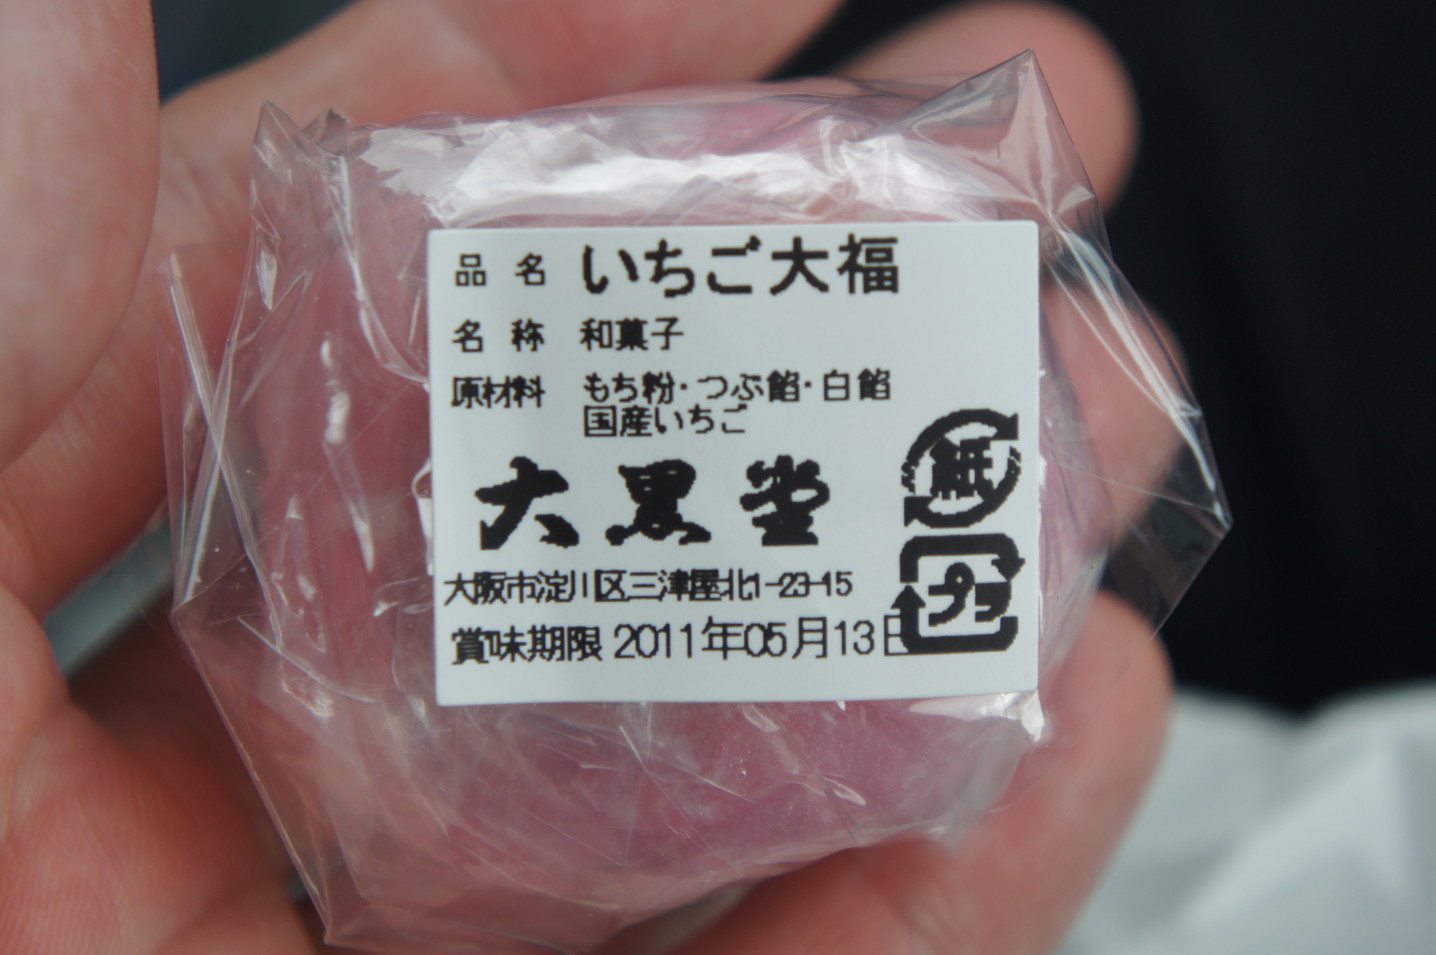 品名 いちご大福
名称 和菓子
原材料 もち粉・つぶ餡・白餡
国産いちご
紙
大黒堂
プラ
大阪市淀川区三津屋北1-23-15
賞味期限 2011年05月13日